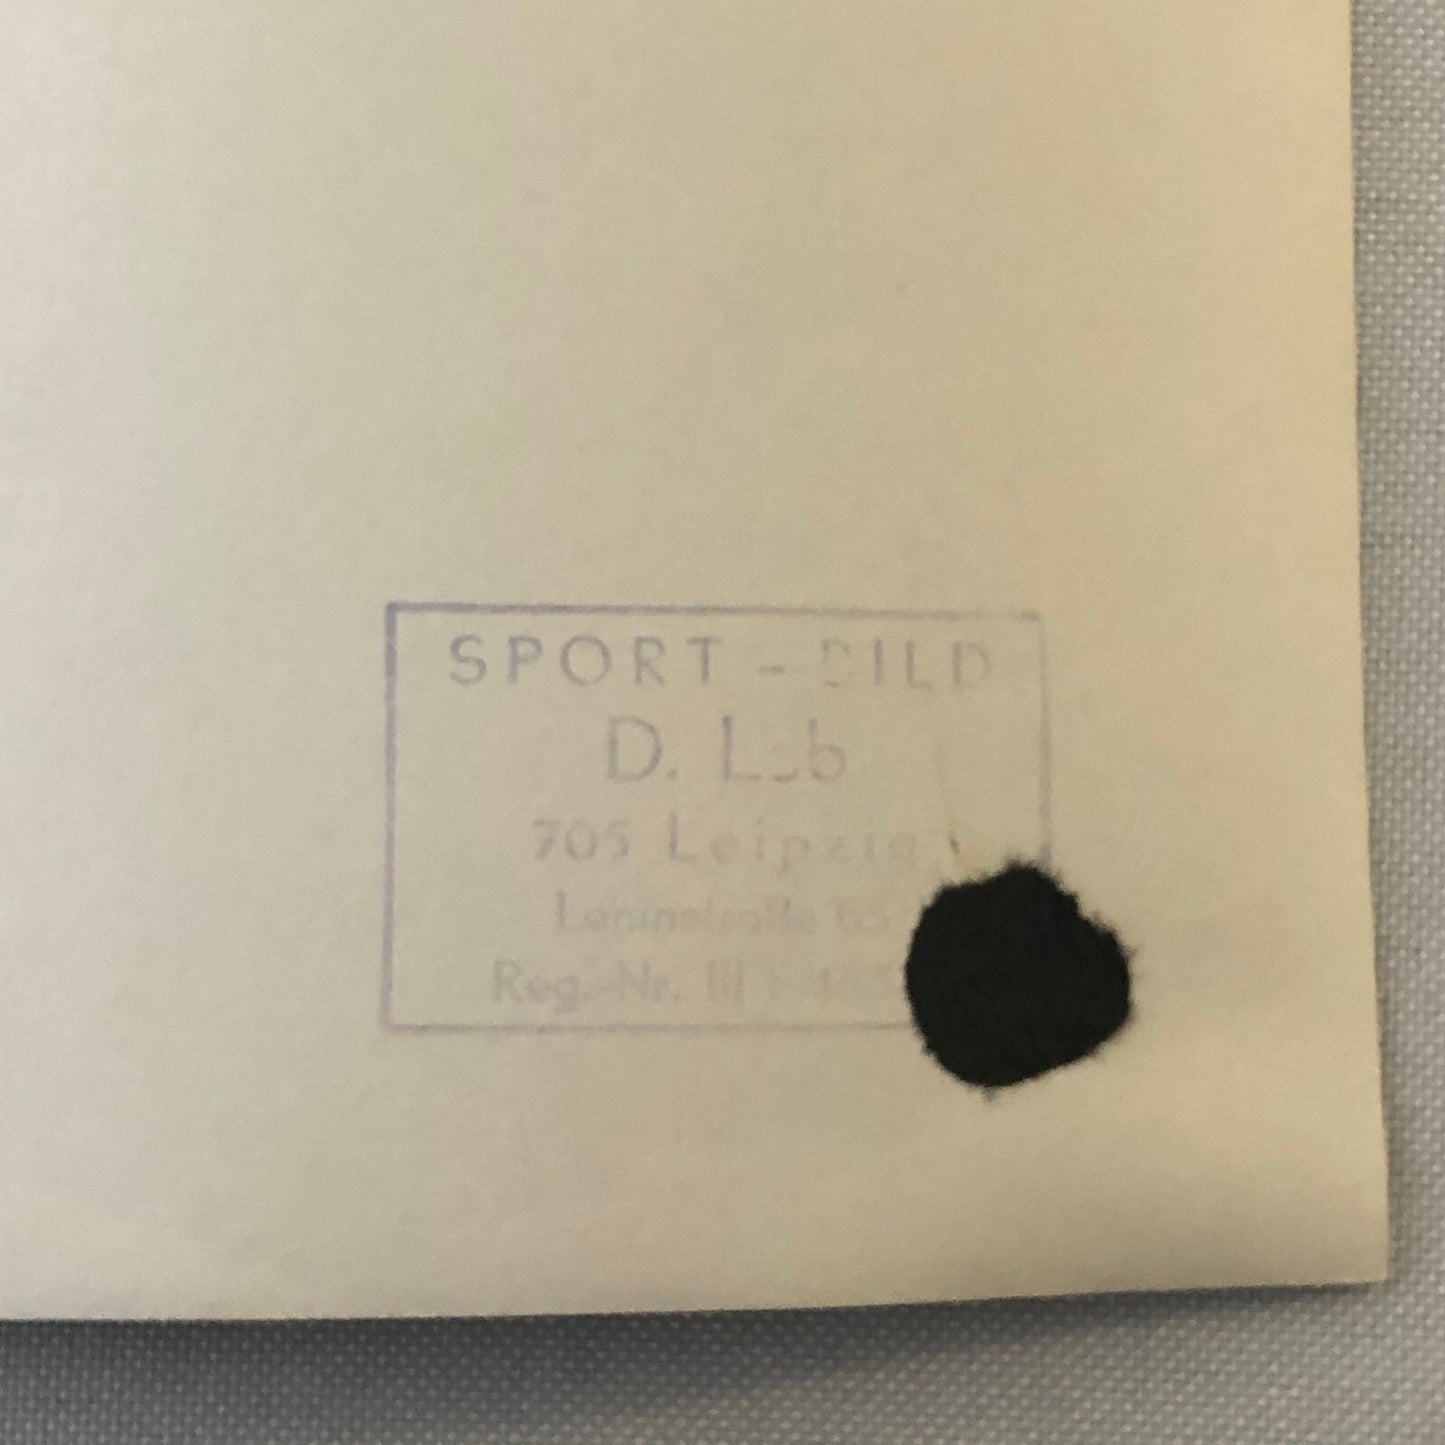 SPORT - BILD
D.
705 Leipzig
Leninstraße
Reg.-Nr. III